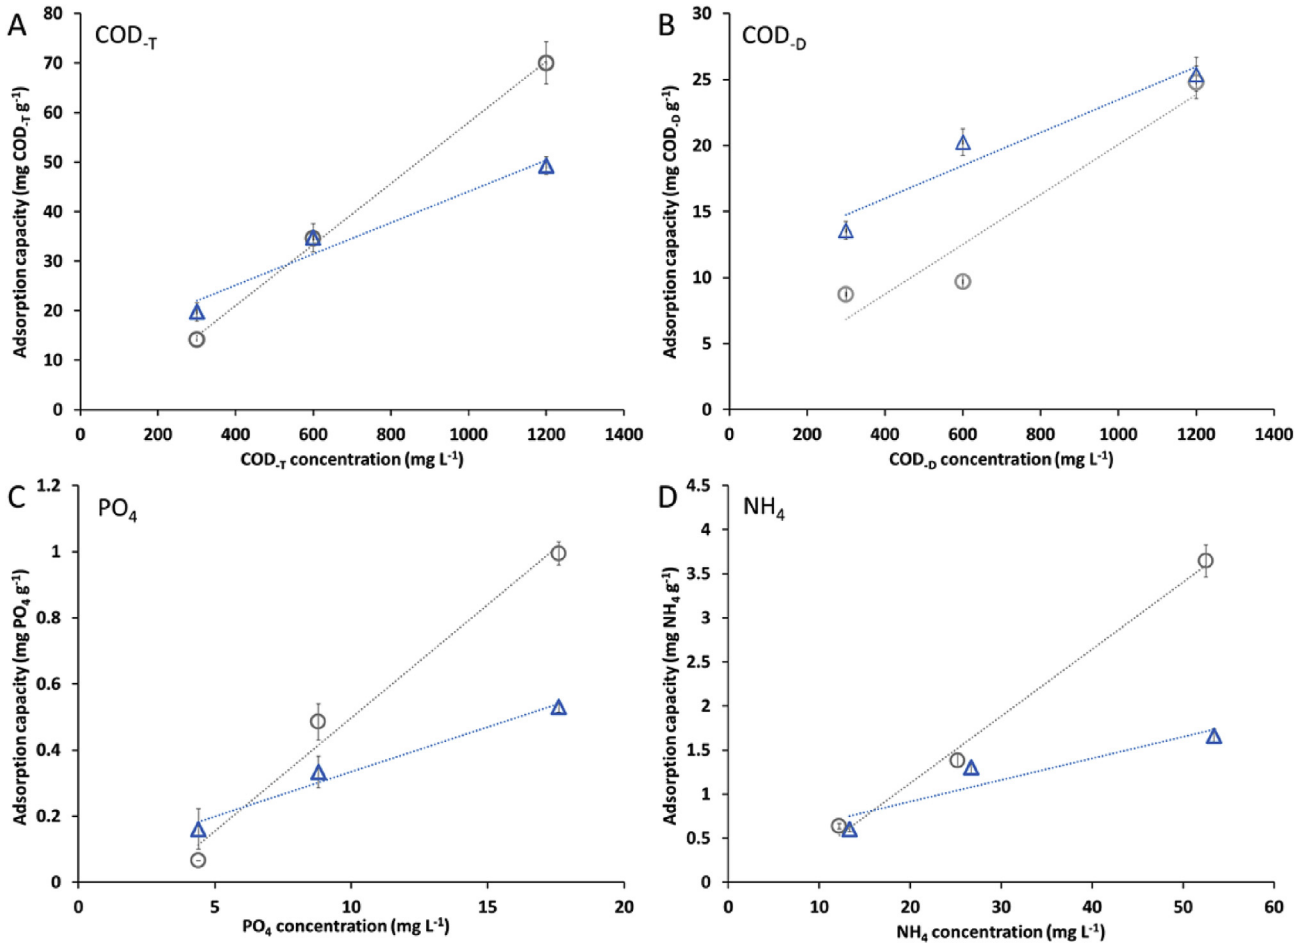 A
COD-T
Adsorption capacity (mg COD-T g-1)
80
70
60
50
40
30
20
10
0
0 200 400 600 800 1000 1200 1400
COD-T concentration (mg L-1)
B
COD-D
Adsorption capacity (mg COD-D g-1)
30
25
20
15
10
5
0
0 200 400 600 800 1000 1200 1400
COD-D concentration (mg L-1)
C
PO4
Adsorption capacity (mg PO4 g-1)
1.2
1
0.8
0.6
0.4
0.2
0
0 5 10 15 20
PO4 concentration (mg L-1)
D
NH4
Adsorption capacity (mg NH4 g-1)
4.5
4
3.5
3
2.5
2
1.5
1
0.5
0
0 10 20 30 40 50 60
NH4 concentration (mg L-1)